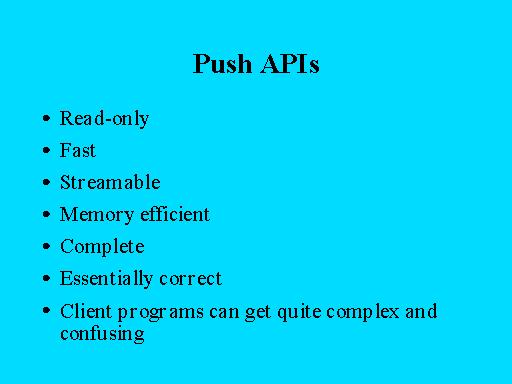 Push APIs
• Read-only
• Fast
• Streamable
• Memory efficient
• Complete
• Essentially correct
• Client programs can get quite complex and
confusing